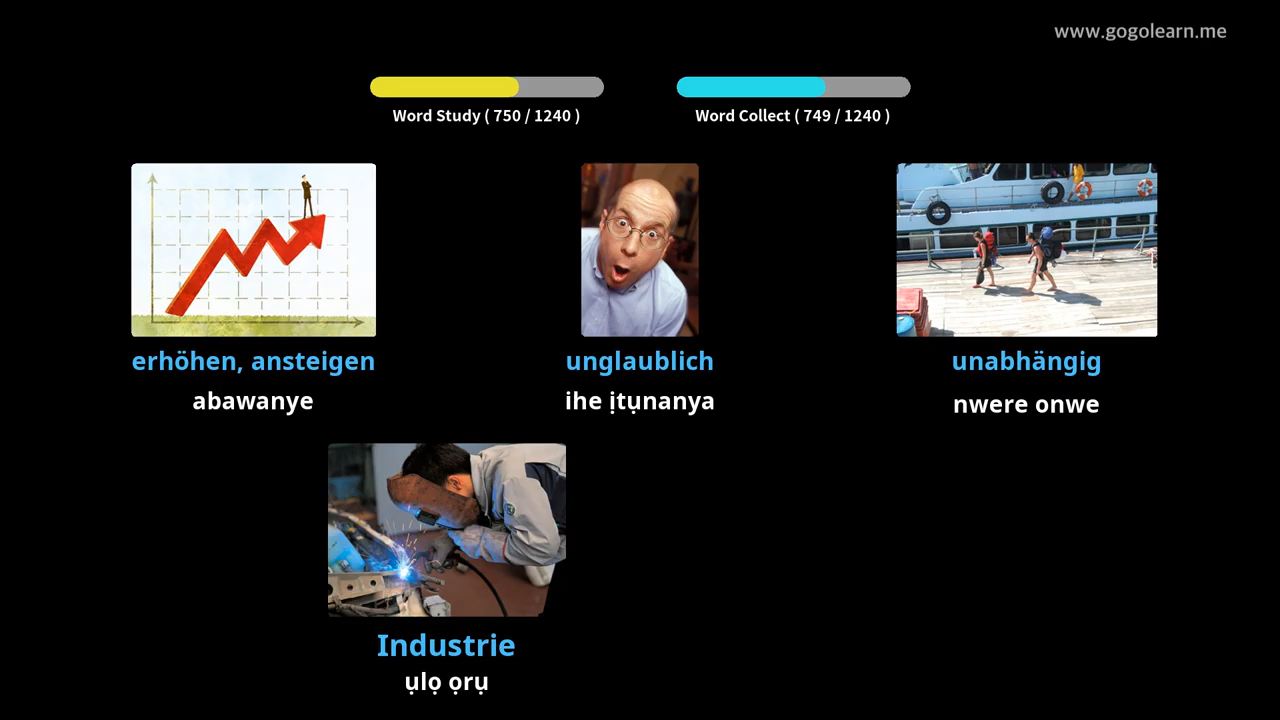 www.gogolearn.me
Word Study ( 750 / 1240 )
Word Collect ( 749 / 1240 )
erhöhen, ansteigen
unglaublich
unabhängig
abawanye
ihe ịtụnanya
nwere onwe
Industrie
ụlọ ọrụ